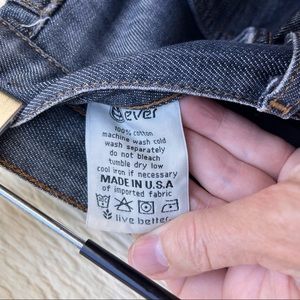 ever
100% cotton
machine wash cold
wash separately
do not bleach
tumble dry low
cool iron if necessary
MADE IN U.S.A
of imported fabric
live better